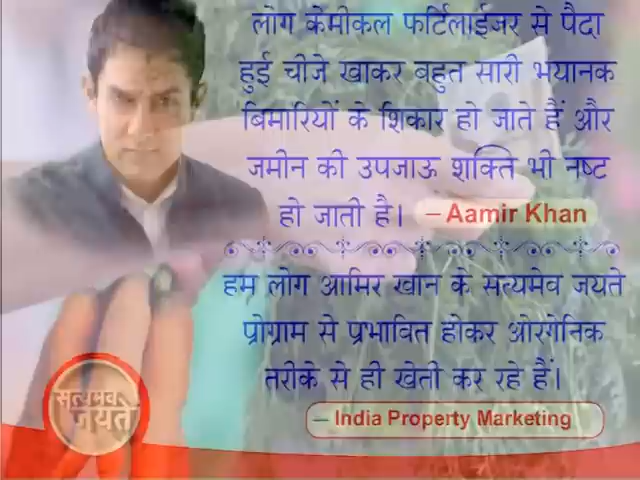 लोग केमीकल फर्टिलाईजर से पैदा
हुई चीजे खाकर बहुत सारी भयानक
बिमारियों के शिकार हो जाते हैं और
जमीन की उपजाऊ शक्ति भी नष्ट
हो जाती है। – Aamir Khan
हम लोग आमिर खान के सत्यमेव जयते
प्रोग्राम से प्रभावित होकर ओरगेनिक
तरीके से ही खेती कर रहे हैं।
– India Property Marketing
सत्यमेव
जयते